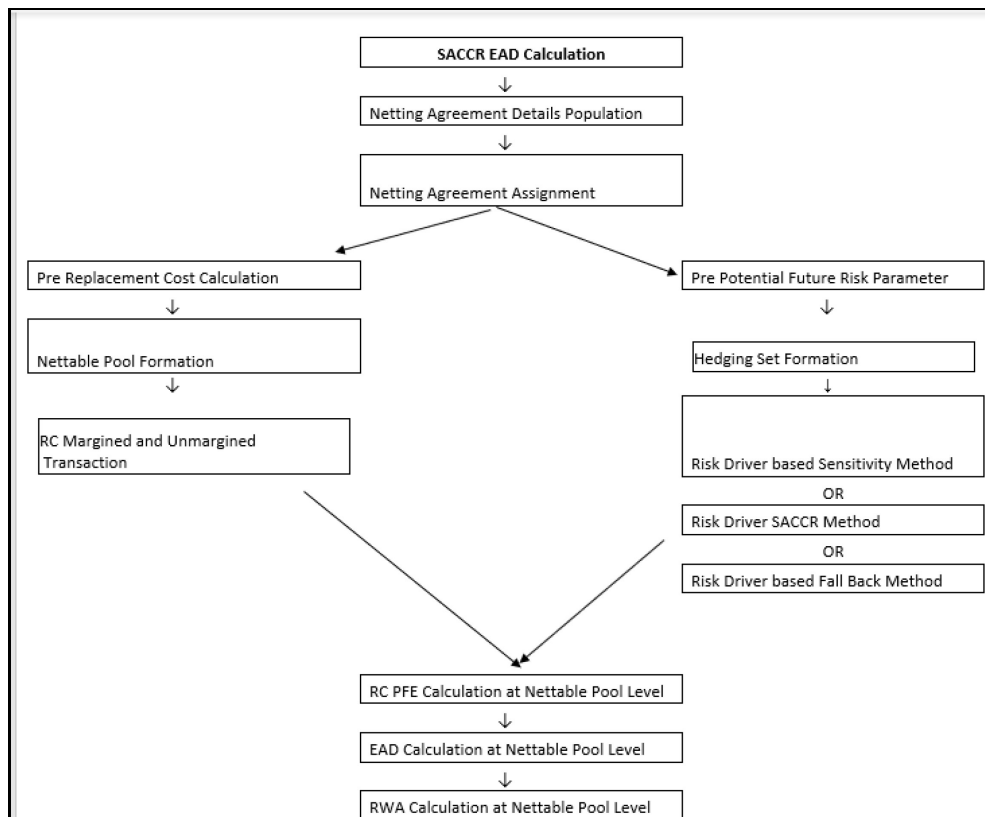 SACCR EAD Calculation
Netting Agreement Details Population
Netting Agreement Assignment
Pre Replacement Cost Calculation
Nettable Pool Formation
RC Margined and Unmargined
Transaction
Pre Potential Future Risk Parameter
Hedging Set Formation
Risk Driver based Sensitivity Method
OR
Risk Driver SACCR Method
OR
Risk Driver based Fall Back Method
RC PFE Calculation at Nettable Pool Level
EAD Calculation at Nettable Pool Level
RWA Calculation at Nettable Pool Level